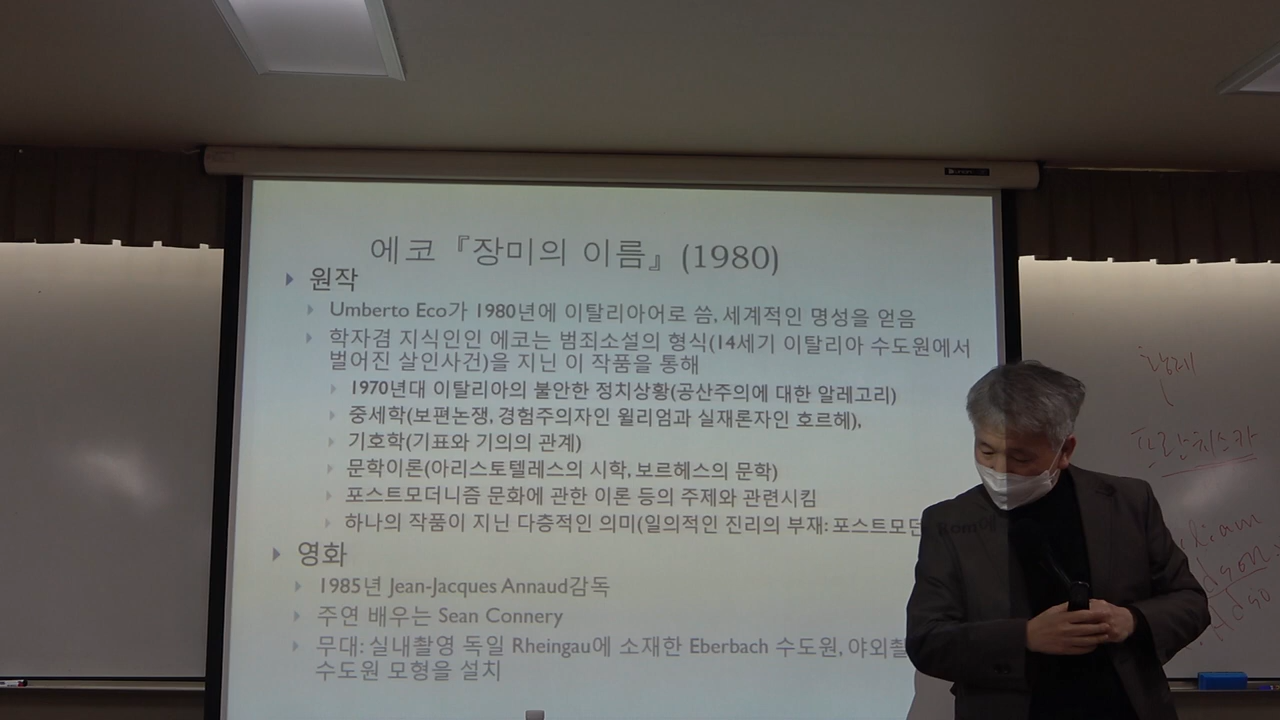 에코『장미의 이름』(1980)
원작
Umberto Eco가 1980년에 이탈리아어로 씀, 세계적인 명성을 얻음
학자겸 지식인인 에코는 범죄소설의 형식(14세기 이탈리아 수도원에서
벌어진 살인사건)을 지닌 이 작품을 통해
1970년대 이탈리아의 불안한 정치상황(공산주의에 대한 알레고리)
중세학(보편논쟁, 경험주의자인 윌리엄과 실재론자인 호르헤),
기호학(기표와 기의의 관계)
문학이론(아리스토텔레스의 시학, 보르헤스의 문학)
포스트모더니즘 문화에 관한 이론 등의 주제와 관련시킴
하나의 작품이 지닌 다층적인 의미(일의적인 진리의 부재: 포스트모던
영화
1985년 Jean-Jacques Annaud감독
주연 배우는 Sean Connery
무대: 실내촬영 독일 Rheingau에 소재한 Eberbach 수도원, 야외촬
수도원 모형을 설치
프란치스카
liam
dson
Adso